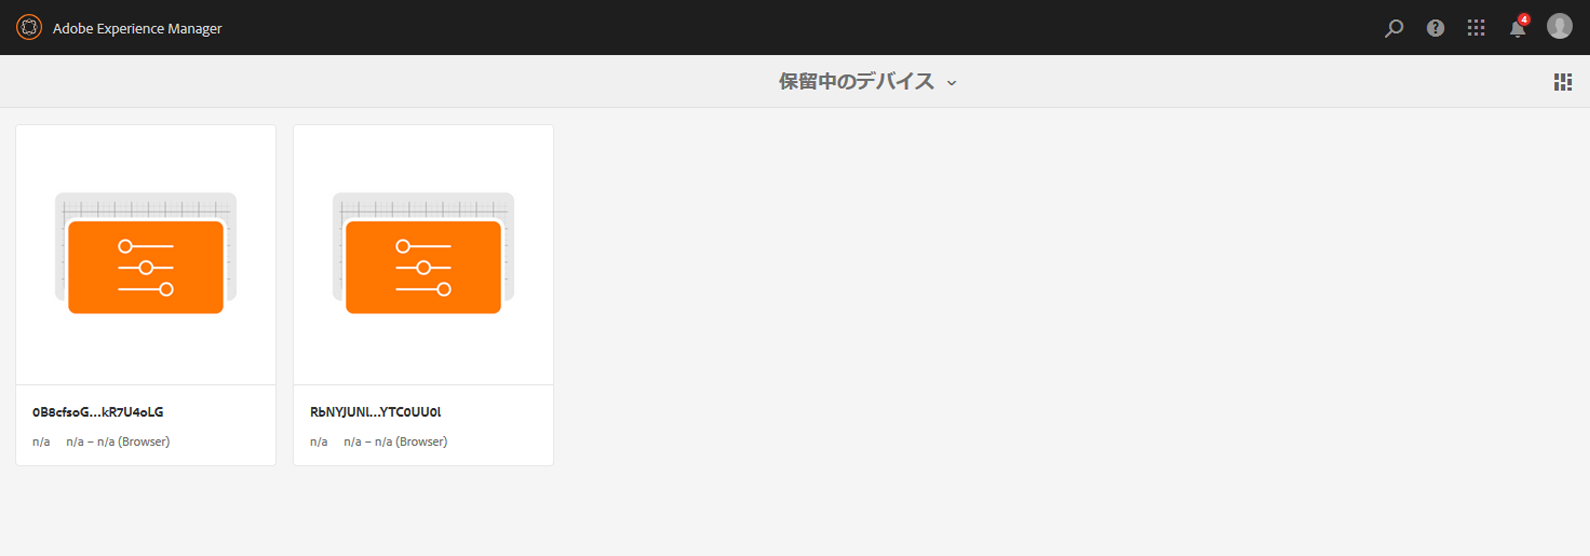 Adobe Experience Manager
4
保留中のデバイス
0B8cfsoG...kR7U4oLG
n/a n/a – n/a (Browser)
RbNYJUNl...YTC0UU0l
n/a n/a – n/a (Browser)